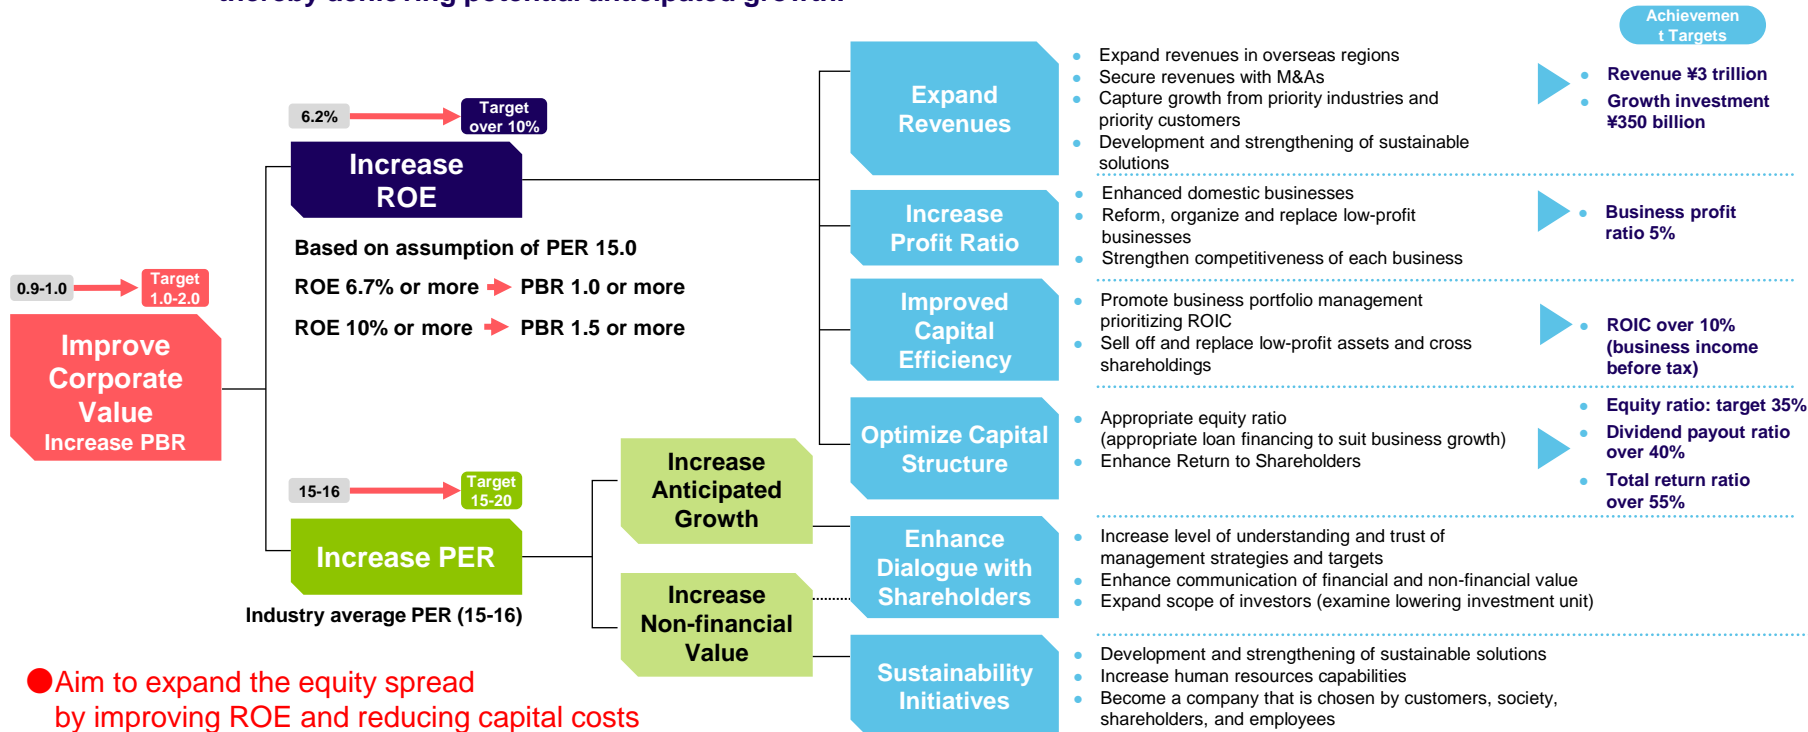 thereby achieving potential anticipated growth.
Achievemen
t Targets
0.9-1.0
Target
1.0-2.0
Improve
Corporate
Value
Increase PBR
6.2%
Target
over 10%
Increase
ROE
Based on assumption of PER 15.0
ROE 6.7% or more PBR 1.0 or more
ROE 10% or more PBR 1.5 or more
15-16
Target
15-20
Increase PER
Industry average PER (15-16)
Increase
Anticipated
Growth
Increase
Non-financial
Value
Expand
Revenues
● Expand revenues in overseas regions
● Secure revenues with M&As
● Capture growth from priority industries and
priority customers
● Development and strengthening of sustainable
solutions
● Revenue ¥3 trillion
● Growth investment
¥350 billion
Increase
Profit Ratio
● Enhanced domestic businesses
● Reform, organize and replace low-profit
businesses
● Strengthen competitiveness of each business
● Business profit
ratio 5%
Improved
Capital
Efficiency
● Promote business portfolio management
prioritizing ROIC
● Sell off and replace low-profit assets and cross
shareholdings
● ROIC over 10%
(business income
before tax)
Optimize Capital
Structure
● Appropriate equity ratio
(appropriate loan financing to suit business growth)
● Enhance Return to Shareholders
● Equity ratio: target 35%
● Dividend payout ratio
over 40%
● Total return ratio
over 55%
Enhance
Dialogue with
Shareholders
● Increase level of understanding and trust of
management strategies and targets
● Enhance communication of financial and non-financial value
● Expand scope of investors (examine lowering investment unit)
Sustainability
Initiatives
● Development and strengthening of sustainable solutions
● Increase human resources capabilities
● Become a company that is chosen by customers, society,
shareholders, and employees
●Aim to expand the equity spread
by improving ROE and reducing capital costs